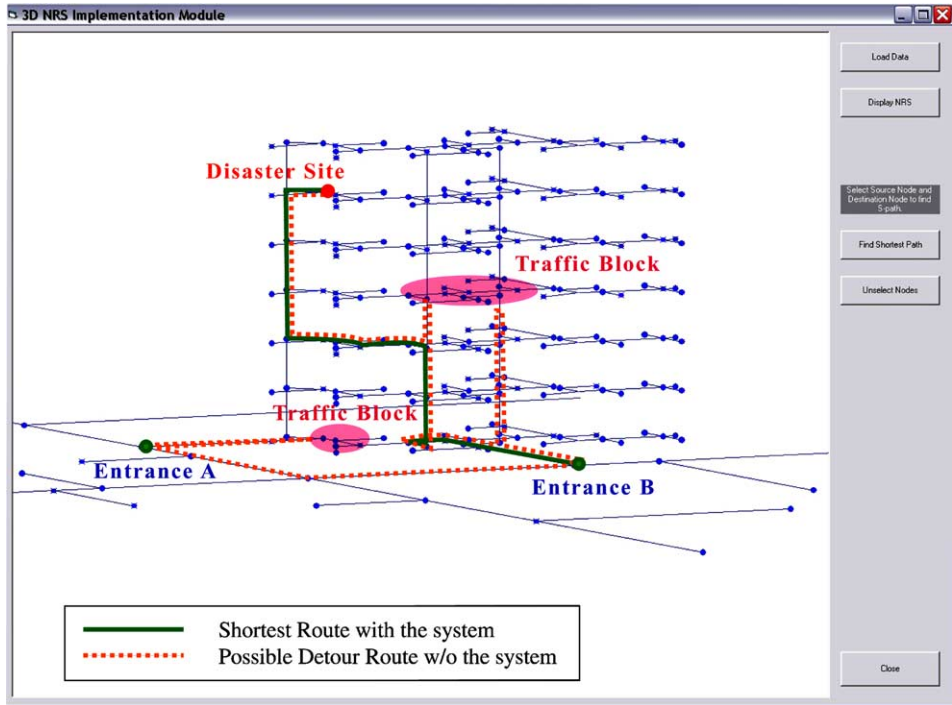 3D NRS Implementation Module
Load Data
Display NRS
Select Source Node and
Destination Node to find
S-path.
Find Shortest Path
Unselect Nodes
Close
Disaster Site
Traffic Block
Traffic Block
Entrance A
Entrance B
Shortest Route with the system
Possible Detour Route w/o the system